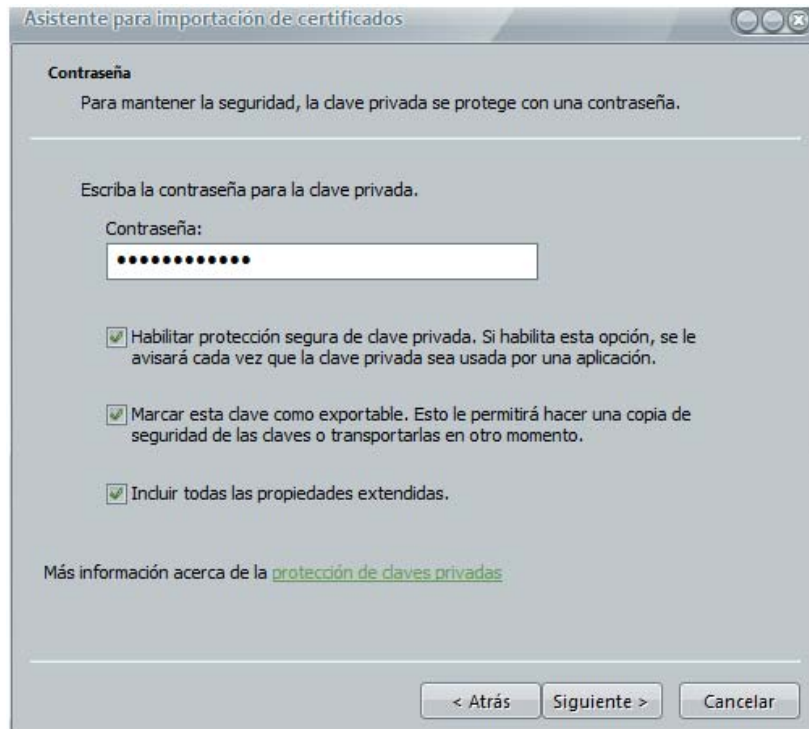 Asistente para importación de certificados
Contraseña
Para mantener la seguridad, la clave privada se protege con una contraseña.
Escriba la contraseña para la clave privada.
Contraseña:
••••••••••••
Habilitar protección segura de clave privada. Si habilita esta opción, se le
avisará cada vez que la clave privada sea usada por una aplicación.
Marcar esta clave como exportable. Esto le permitirá hacer una copia de
seguridad de las claves o transportarlas en otro momento.
Incluir todas las propiedades extendidas.
Más información acerca de la protección de claves privadas
< Atrás Siguiente > Cancelar